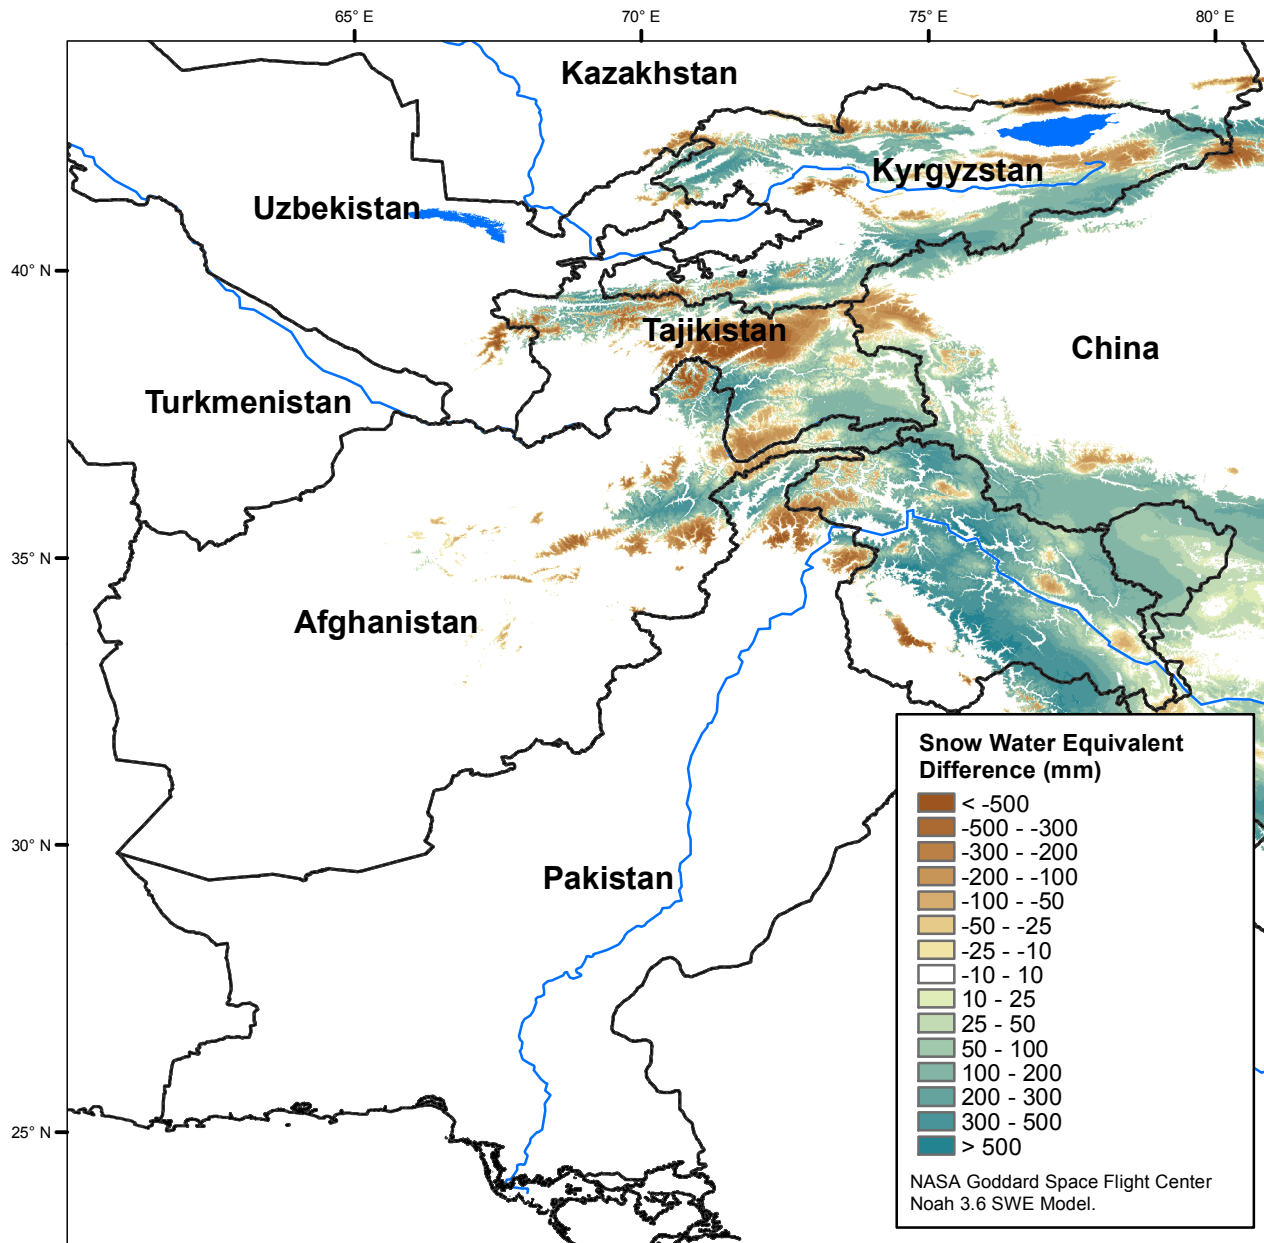 65° E
70° E
75° E
80° E
Kazakhstan
Kyrgyzstan
Uzbekistan
40° N
Tajikistan
China
Turkmenistan
35° N
Afghanistan
30° N
Pakistan
25° N
Snow Water Equivalent
Difference (mm)
< -500
-500 - -300
-300 - -200
-200 - -100
-100 - -50
-50 - -25
-25 - -10
-10 - 10
10 - 25
25 - 50
50 - 100
100 - 200
200 - 300
300 - 500
> 500
NASA Goddard Space Flight Center
Noah 3.6 SWE Model.